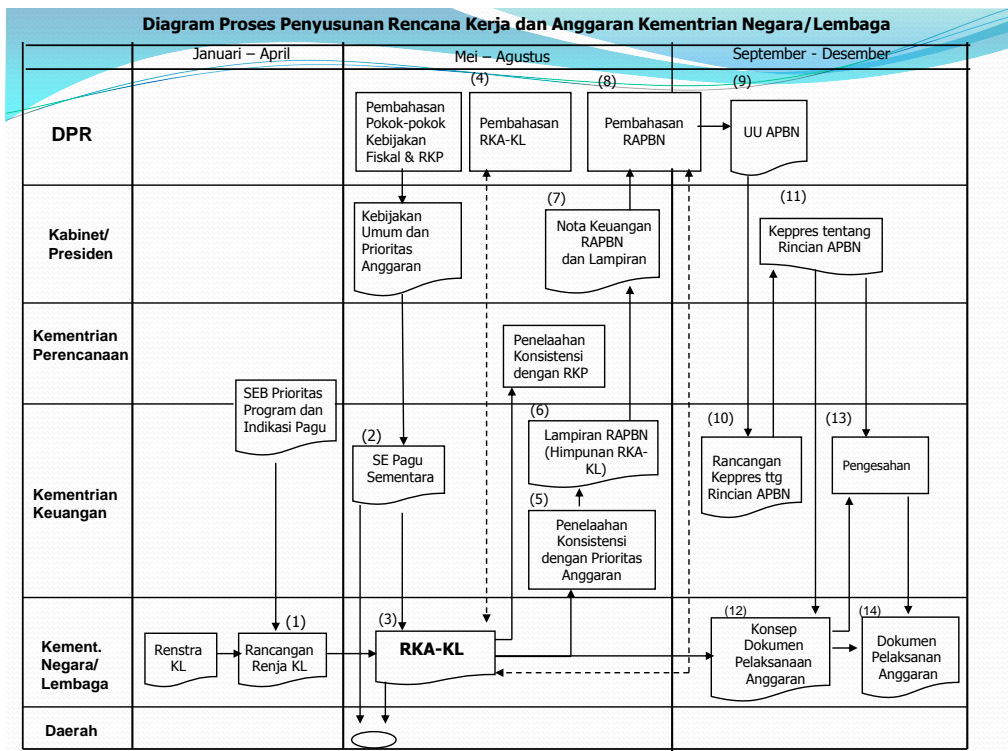 Diagram Proses Penyusunan Rencana Kerja dan Anggaran Kementrian Negara/Lembaga
Januari – April
Mei – Agustus
September - Desember
DPR
Pembahasan
Pokok-pokok
Kebijakan
Fiskal & RKP
(4)
Pembahasan
RKA-KL
(8)
Pembahasan
RAPBN
(9)
UU APBN
Kabinet/
Presiden
Kebijakan
Umum dan
Prioritas
Anggaran
(7)
Nota Keuangan
RAPBN
dan Lampiran
(11)
Keppres tentang
Rincian APBN
Kementrian
Perencanaan
Penelaahan
Konsistensi
dengan RKP
Kementrian
Keuangan
SEB Prioritas
Program dan
Indikasi Pagu
(2)
SE Pagu
Sementara
(6)
Lampiran RAPBN
(Himpunan RKA-
KL)
(5)
Penelaahan
Konsistensi
dengan Prioritas
Anggaran
(10)
Rancangan
Keppres ttg
Rincian APBN
(13)
Pengesahan
Kement.
Negara/
Lembaga
Renstra
KL
(1)
Rancangan
Renja KL
(3)
RKA-KL
(12)
Konsep
Dokumen
Pelaksanaan
Anggaran
(14)
Dokumen
Pelaksanan
Anggaran
Daerah